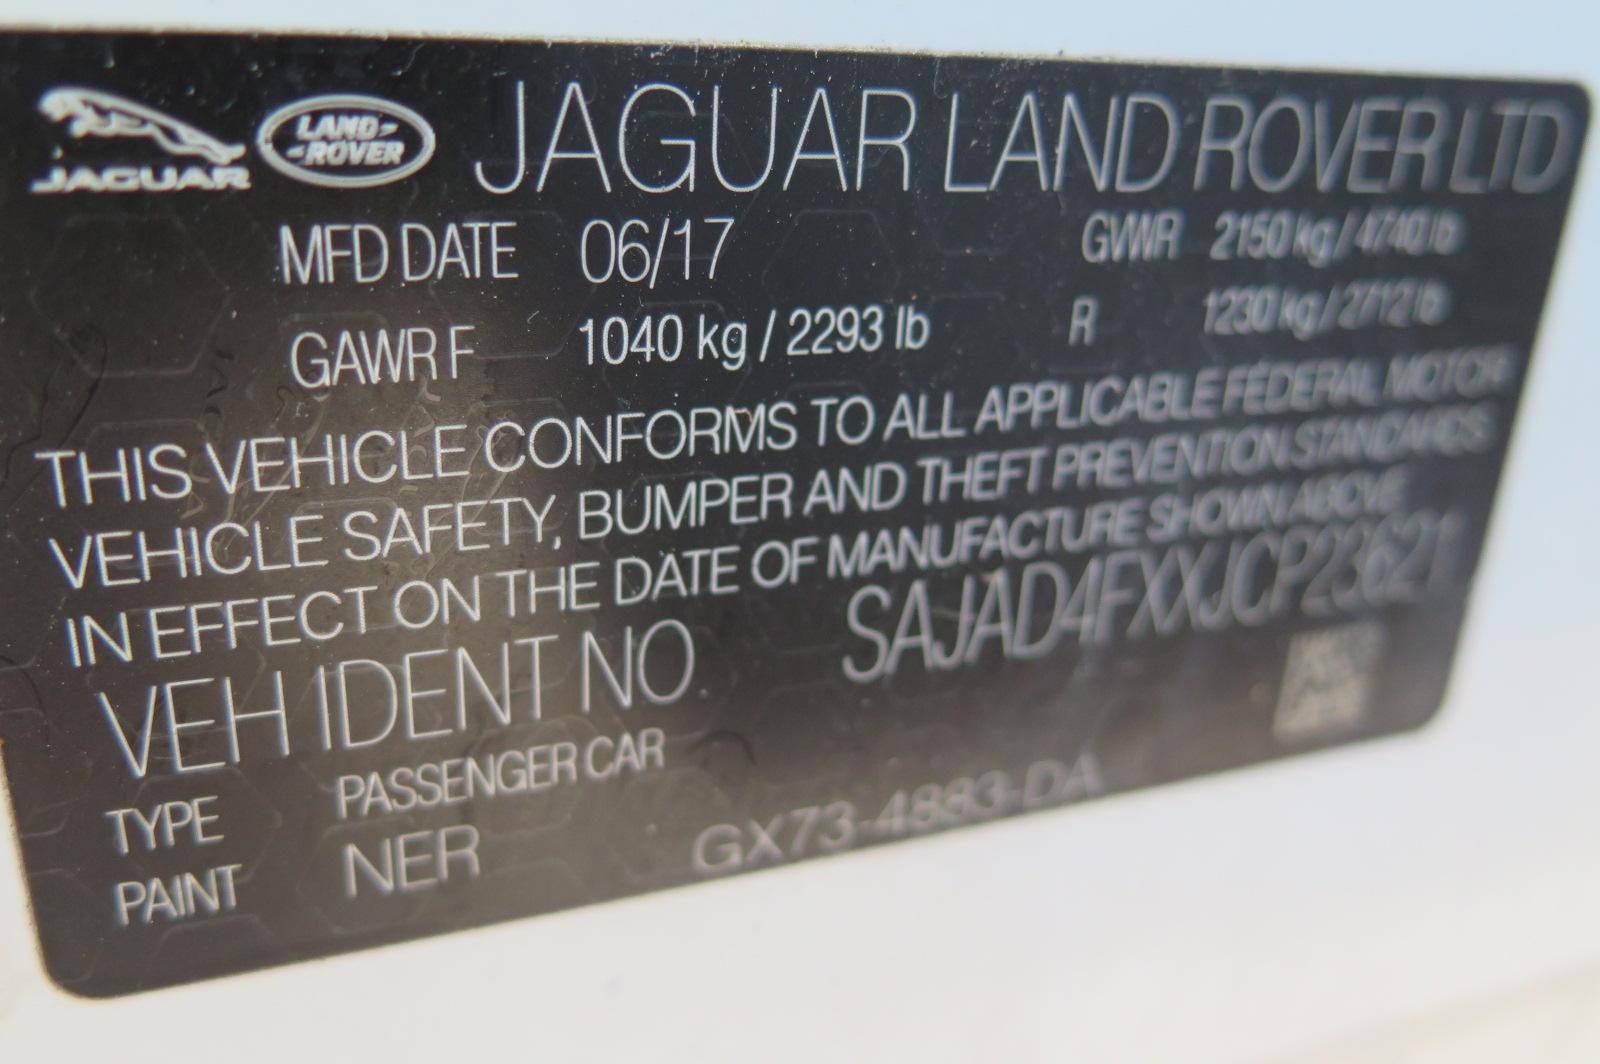 JAGUAR LAND-ROVER JAGUAR LAND ROVER LTD
MFD DATE 06/17 GVWR 2150 kg / 4740 lb
GAWR F 1040 kg / 2293 lb R 1230 kg / 2712 lb
THIS VEHICLE CONFORMS TO ALL APPLICABLE FEDERAL MOTOR
VEHICLE SAFETY, BUMPER AND THEFT PREVENTION STANDARDS
IN EFFECT ON THE DATE OF MANUFACTURE SHOWN ABOVE
VEH IDENT NO SAJAD4FXXJCP23621
TYPE PASSENGER CAR
PAINT NER GX73-4883-DA